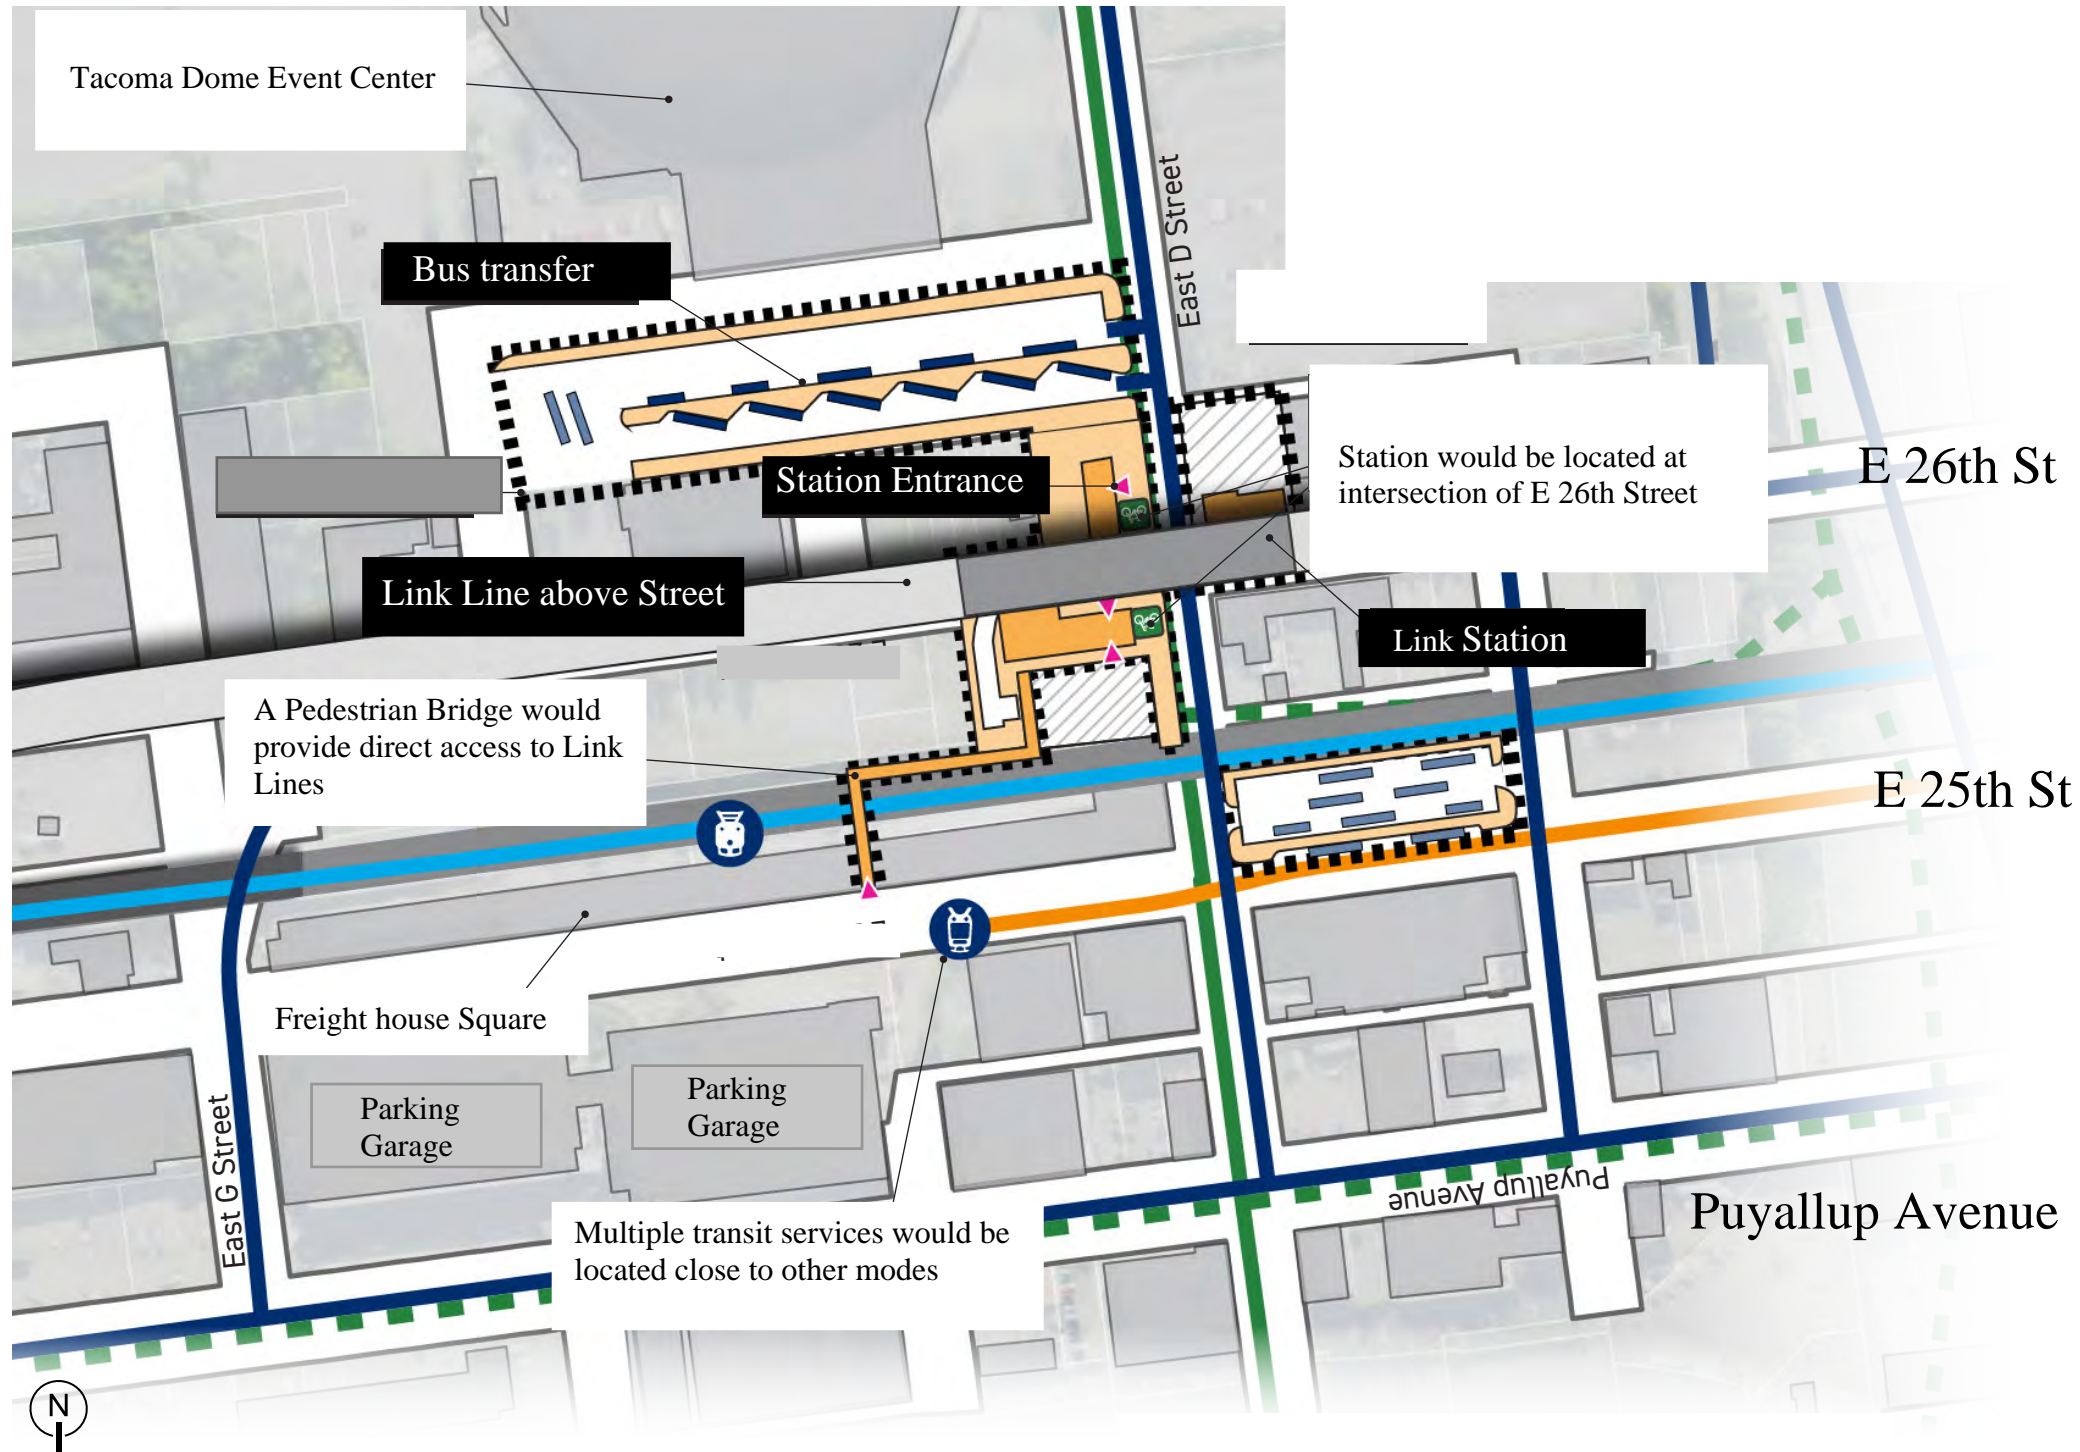 Tacoma Dome Event Center
East D Street
Bus transfer
Station would be located at
intersection of E 26th Street
E 26th St
Station Entrance
Link Line above Street
Link Station
A Pedestrian Bridge would
provide direct access to Link
Lines
E 25th St
Freight house Square
Parking
Garage
Parking
Garage
East G Street
Puyallup Avenue
Puyallup Avenue
Multiple transit services would be
located close to other modes
N